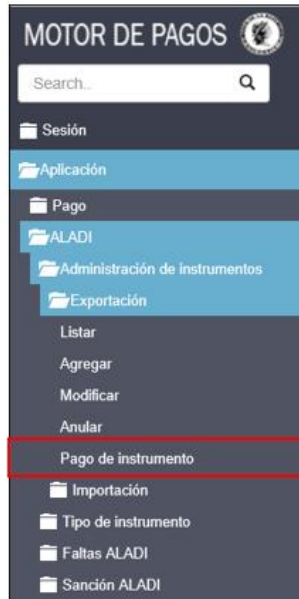 MOTOR DE PAGOS
Search..
Sesión
Aplicación
Pago
ALADI
Administración de instrumentos
Exportación
Listar
Agregar
Modificar
Anular
Pago de instrumento
Importación
Tipo de instrumento
Faltas ALADI
Sanción ALADI